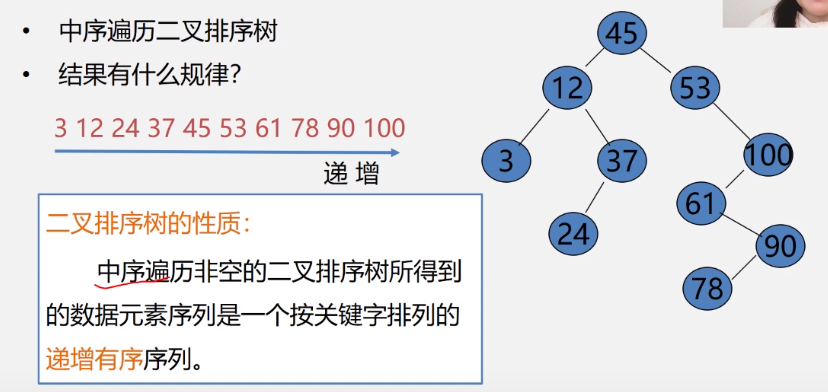 • 中序遍历二叉排序树
• 结果有什么规律?
3 12 24 37 45 53 61 78 90 100
递 增
二叉排序树的性质:
中序遍历非空的二叉排序树所得到
的数据元素序列是一个按关键字排列的
递增有序序列。
45
12
53
3
37
100
61
24
90
78